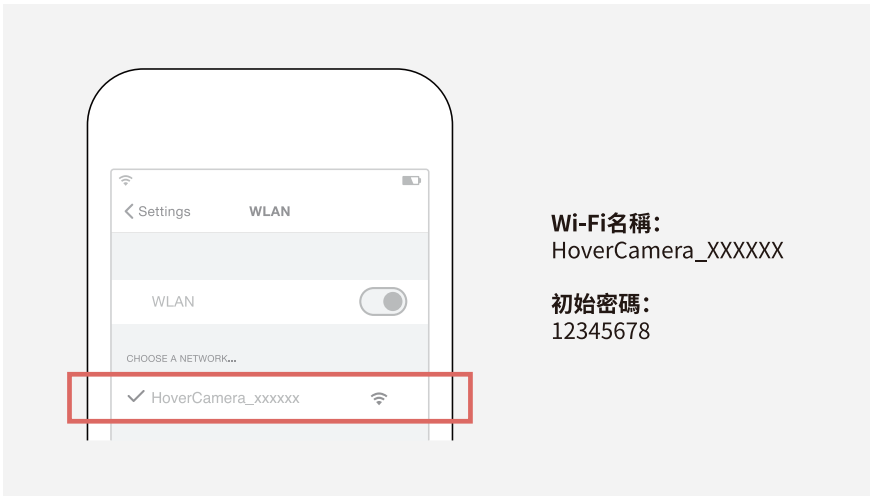 Settings
WLAN
WLAN
CHOOSE A NETWORK...
HoverCamera_xxxxxx
Wi-Fi名稱：
HoverCamera_XXXXXX
初始密碼：
12345678